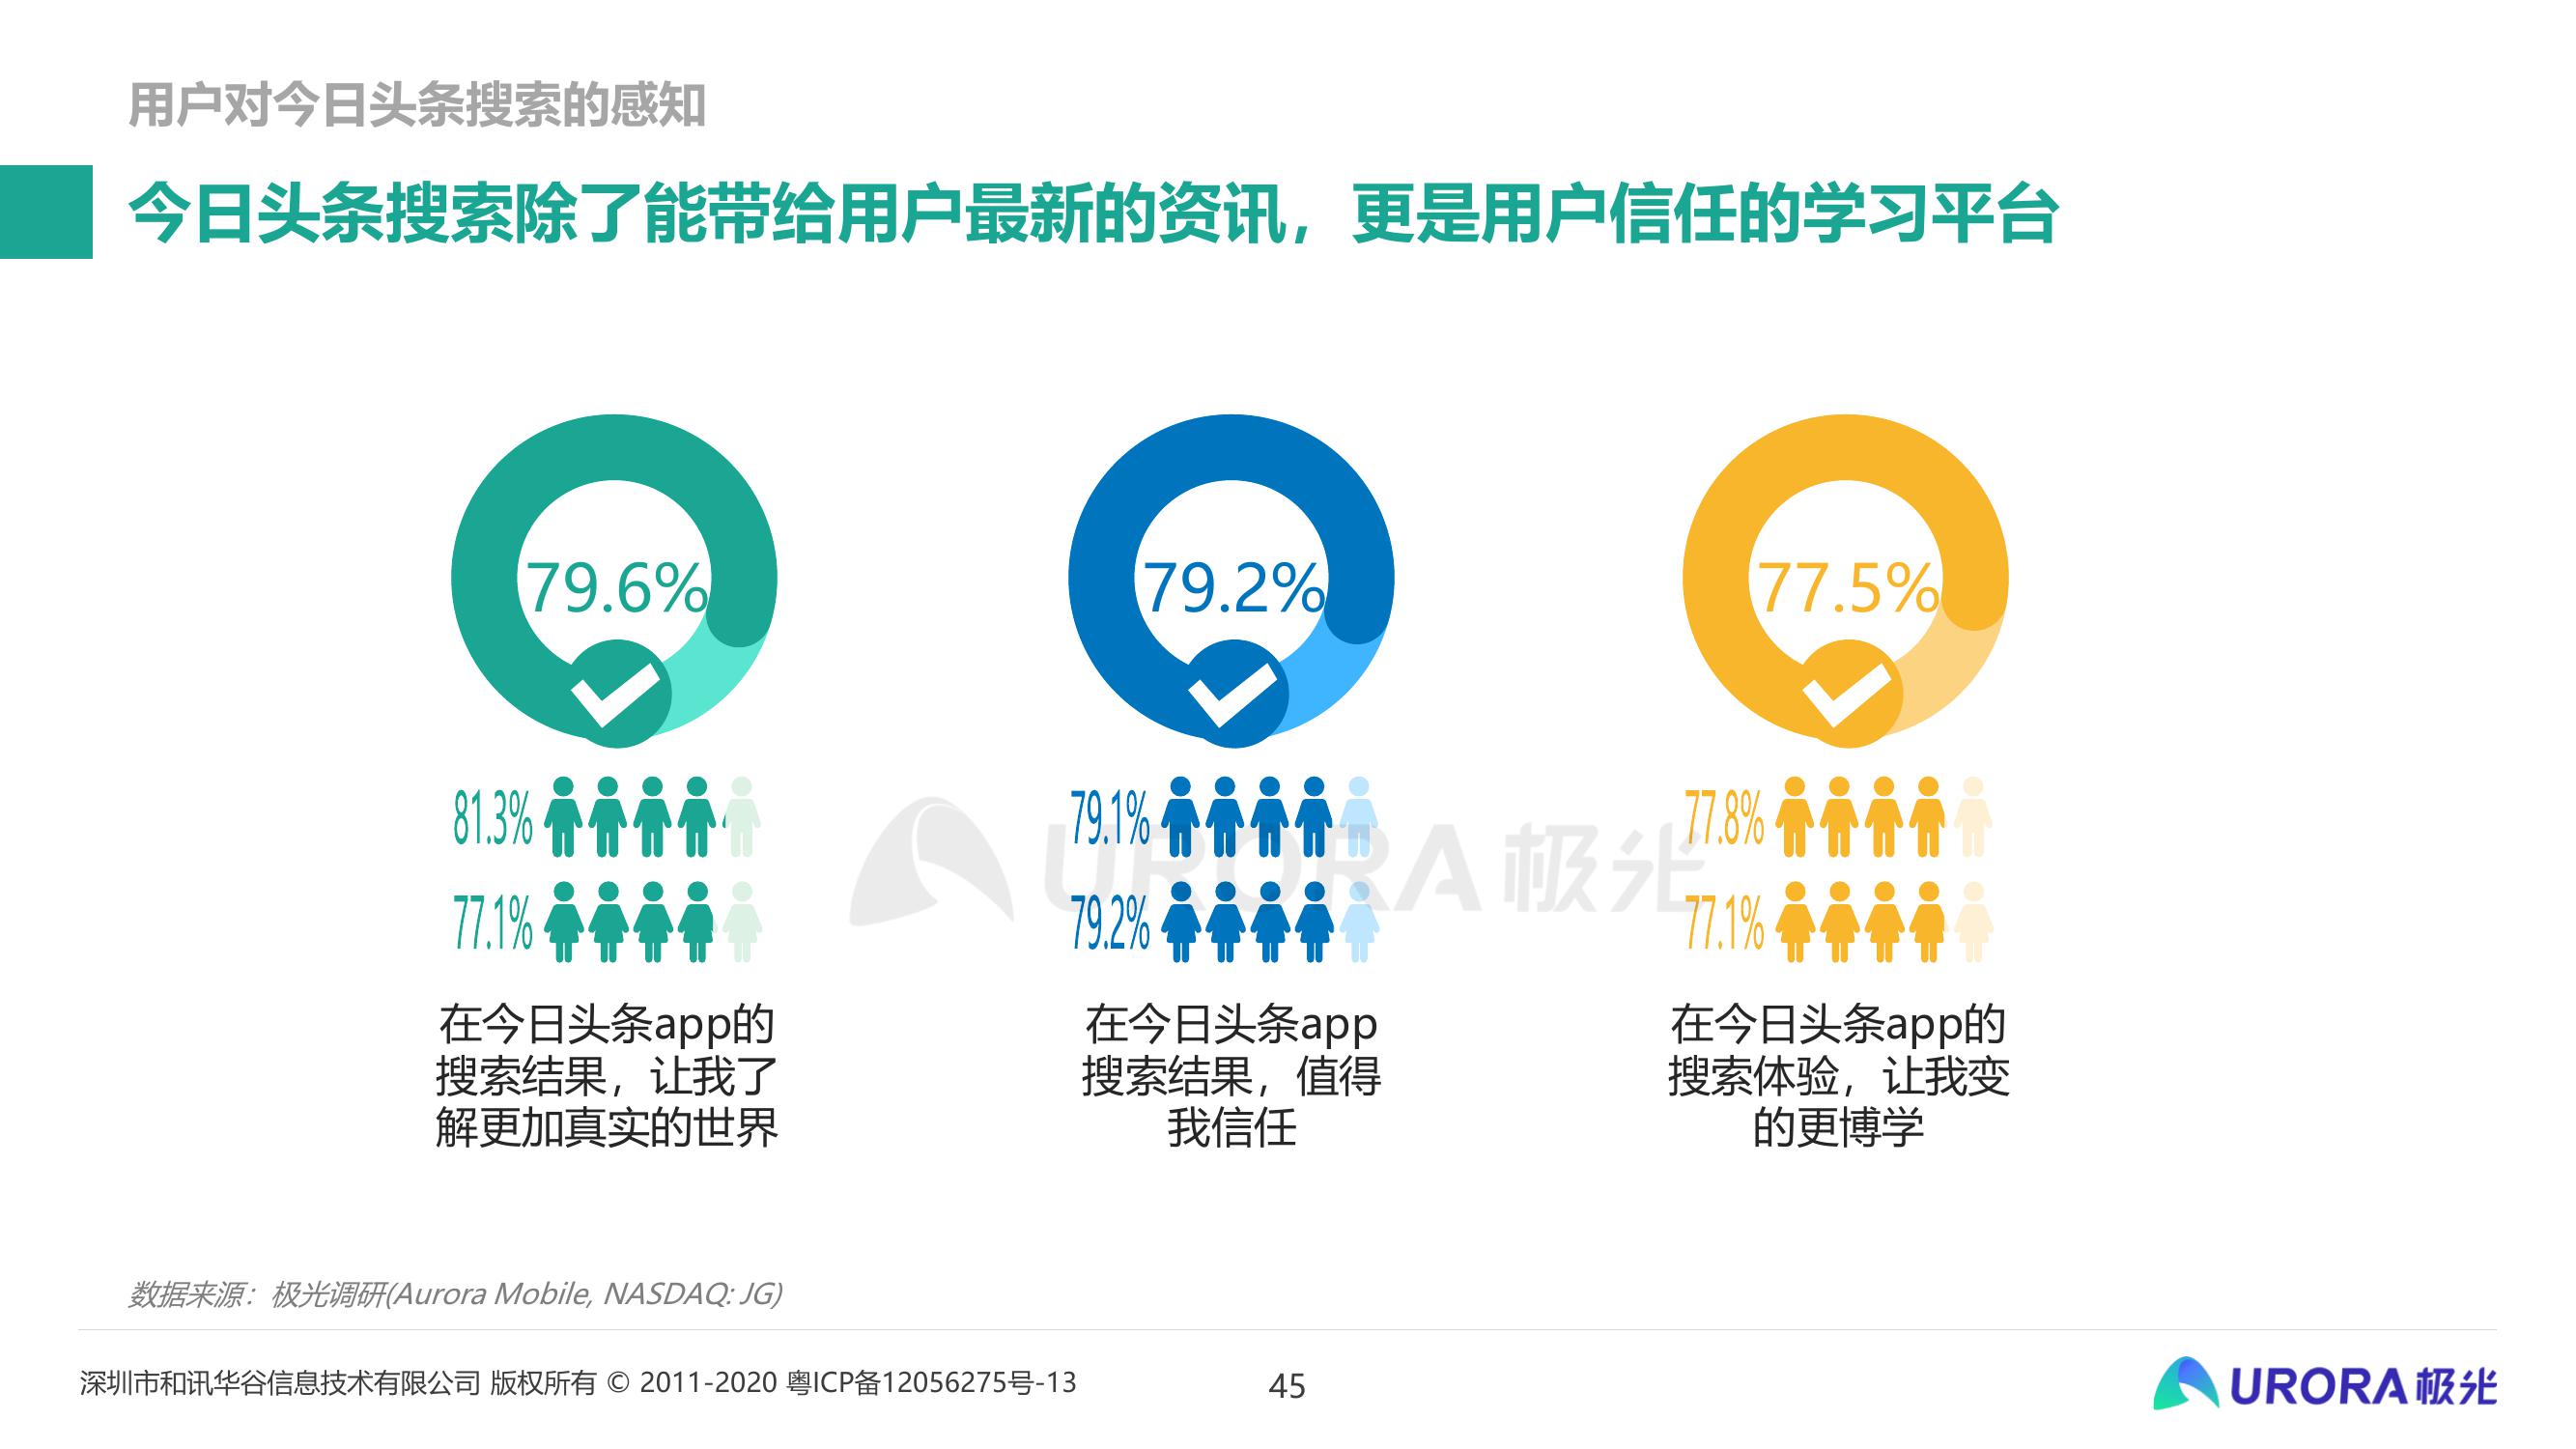 用户对今日头条搜索的感知
今日头条搜索除了能带给用户最新的资讯，更是用户信任的学习平台
79.6%
81.3%
77.1%
在今日头条app的
搜索结果，让我了
解更加真实的世界
79.2%
79.1%
79.2%
在今日头条app
搜索结果，值得
我信任
77.5%
77.8%
77.1%
在今日头条app的
搜索体验，让我变
的更博学
URORA极光
数据来源：极光调研(Aurora Mobile, NASDAQ: JG)
深圳市和讯华谷信息技术有限公司 版权所有 © 2011-2020 粤ICP备12056275号-13
45
URORA极光